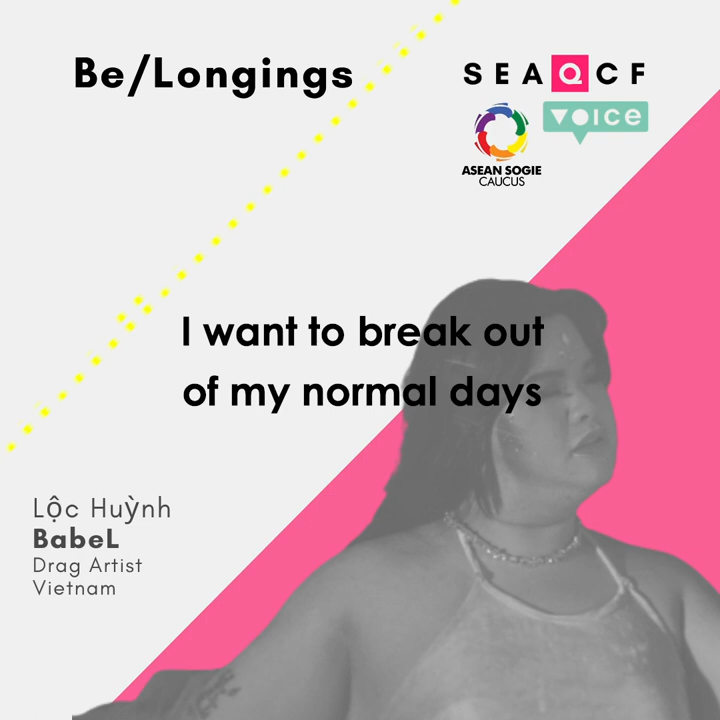 Be/Longings
SEAQCF
VOICE
ASEAN SOGIE
CAUCUS
I want to break out
of my normal days
Lộc Huỳnh
BabeL
Drag Artist
Vietnam